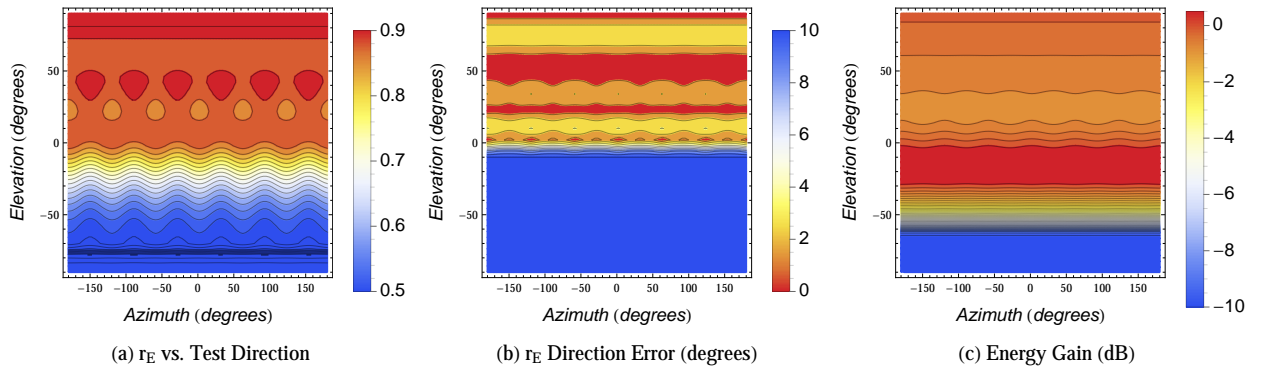 50
0
−50
−150 −100 −50 0 50 100 150
Elevation (degrees)
Azimuth (degrees)
0.9
0.8
0.7
0.6
0.5
(a) rE vs. Test Direction
50
0
−50
−150 −100 −50 0 50 100 150
Elevation (degrees)
Azimuth (degrees)
10
8
6
4
2
0
(b) rE Direction Error (degrees)
50
0
−50
−150 −100 −50 0 50 100 150
Elevation (degrees)
Azimuth (degrees)
0
−2
−4
−6
−8
−10
(c) Energy Gain (dB)